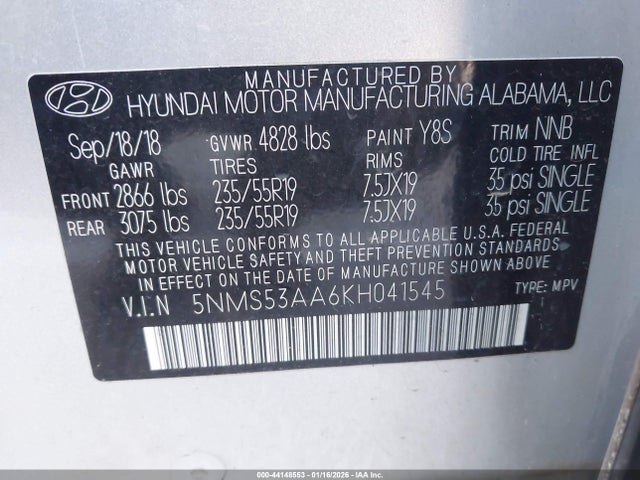 MANUFACTURED BY
HYUNDAI MOTOR MANUFACTURING ALABAMA, LLC
Sep/18/18 GVWR 4828 lbs PAINT Y8S TRIM NNB
GAWR TIRES RIMS COLD TIRE INFL
FRONT 2866 lbs 235/55R19 7.5JX19 35 psi SINGLE
REAR 3075 lbs 235/55R19 7.5JX19 35 psi SINGLE
THIS VEHICLE CONFORMS TO ALL APPLICABLE U.S.A. FEDERAL
MOTOR VEHICLE SAFETY AND THEFT PREVENTION STANDARDS
IN EFFECT ON THE DATE OF MANUFACTURE SHOWN ABOVE.
V.I.N 5NMS53AA6KH041545 TYPE: MPV
000-44148553 - 01/16/2026 - IAAI.COM